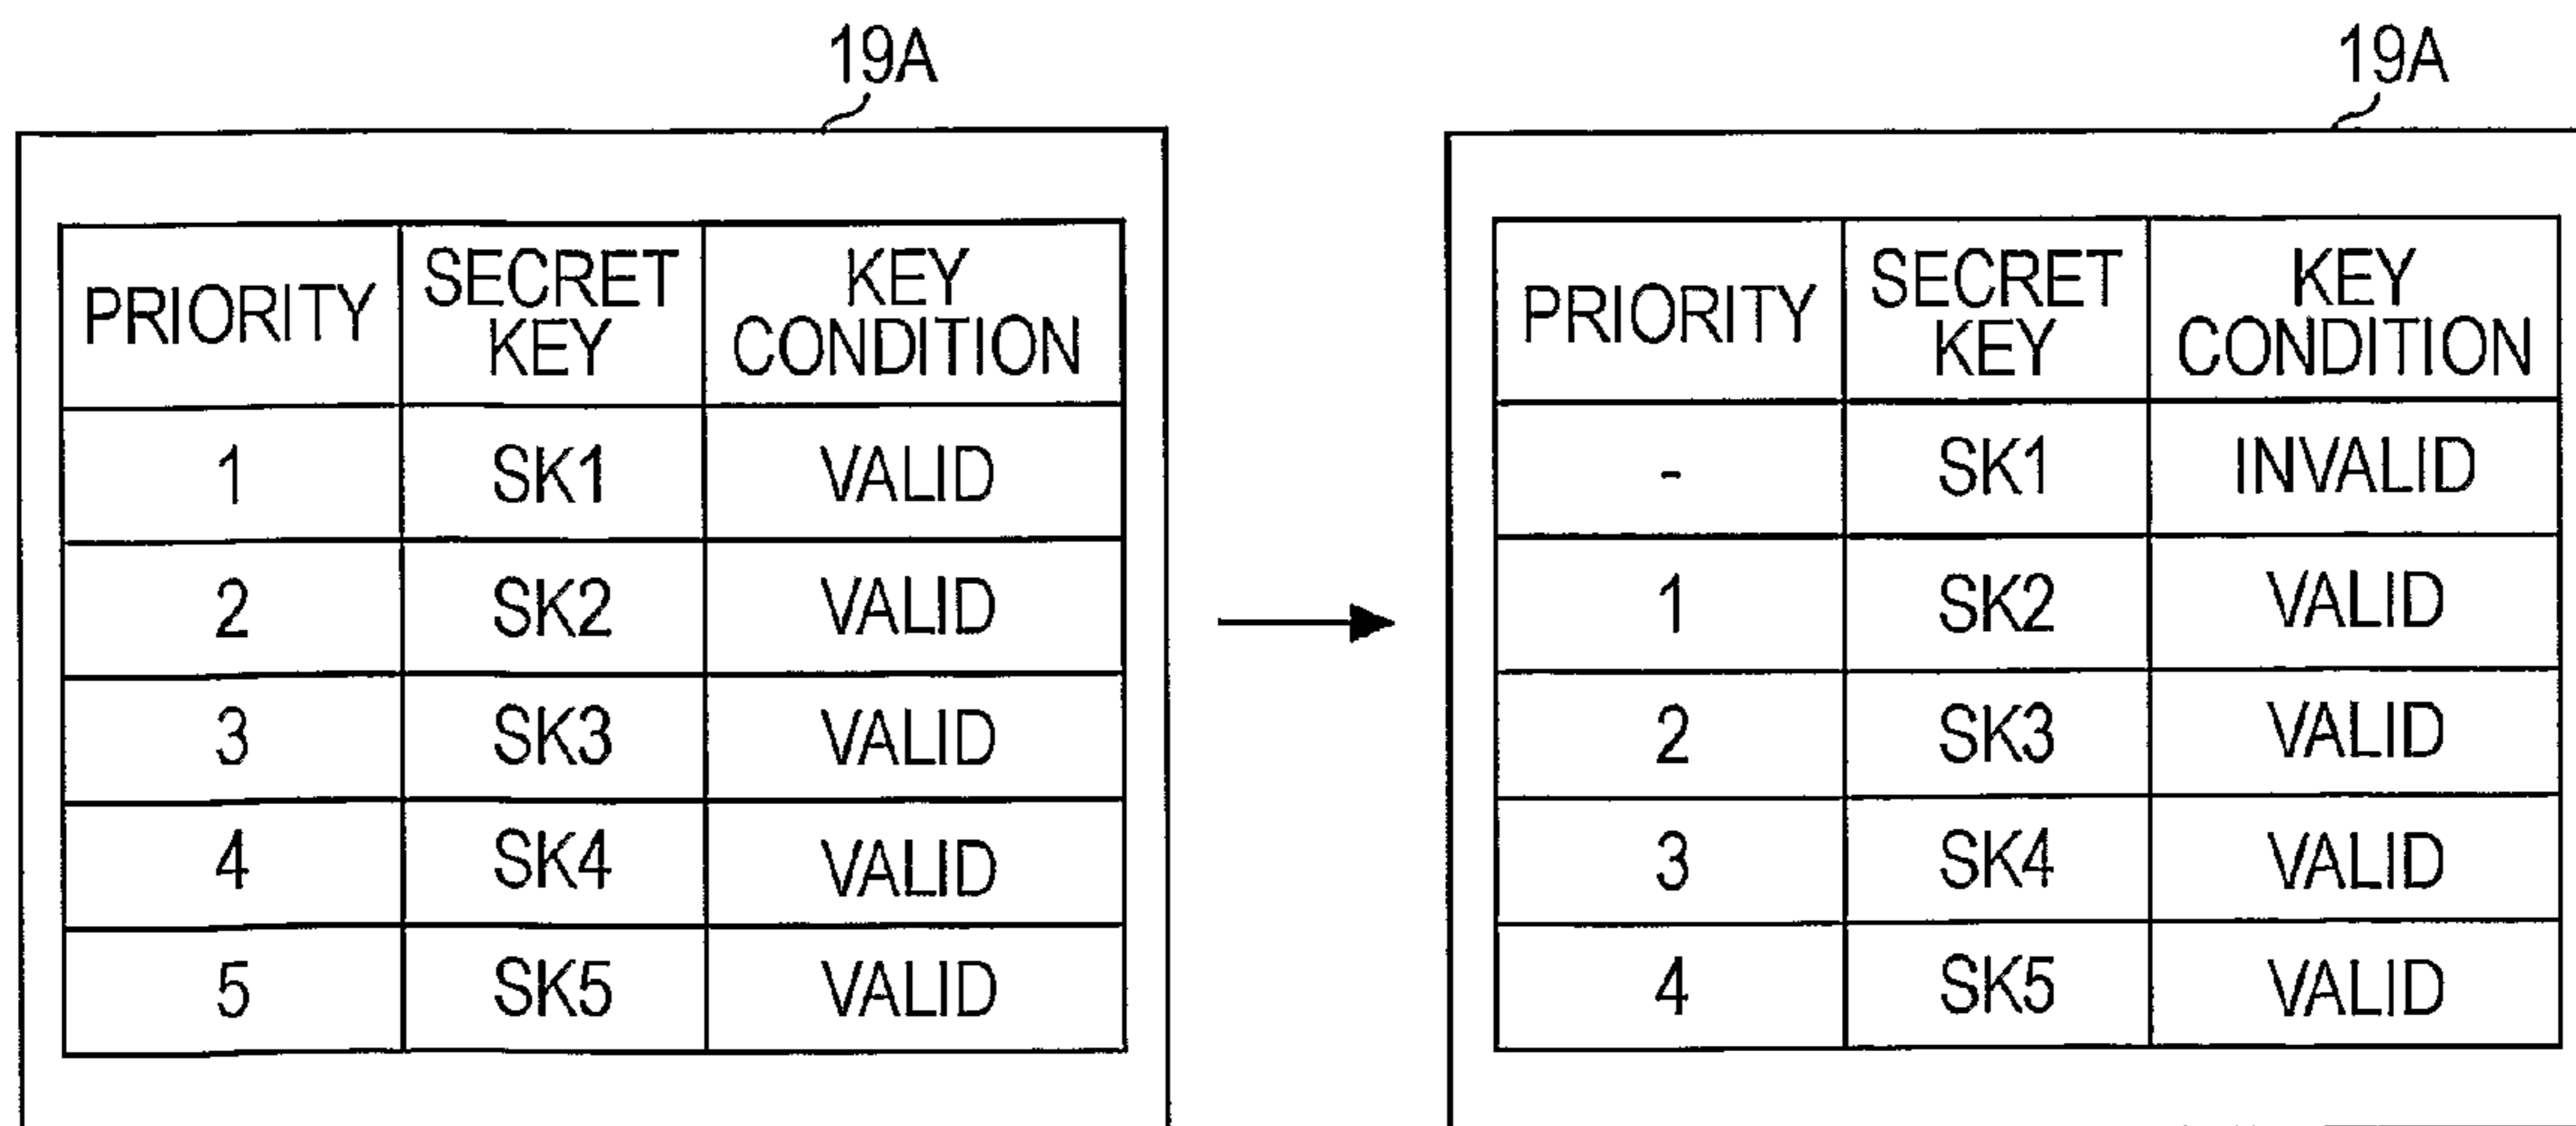 19A
PRIORITY SECRET KEY KEY CONDITION
1 SK1 VALID
2 SK2 VALID
3 SK3 VALID
4 SK4 VALID
5 SK5 VALID
19A
PRIORITY SECRET KEY KEY CONDITION
- SK1 INVALID
1 SK2 VALID
2 SK3 VALID
3 SK4 VALID
4 SK5 VALID